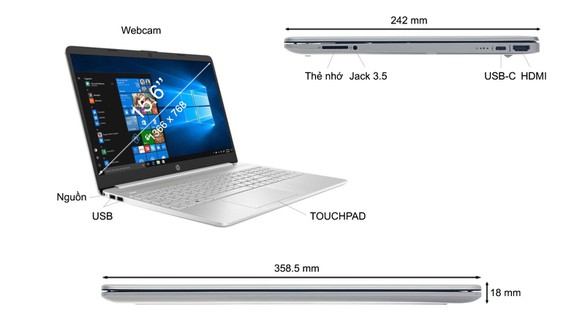 Webcam
242 mm
Thẻ nhớ Jack 3.5
USB-C HDMI
15.6”
1366 x 768
hp
Nguồn
USB
TOUCHPAD
358.5 mm
18 mm